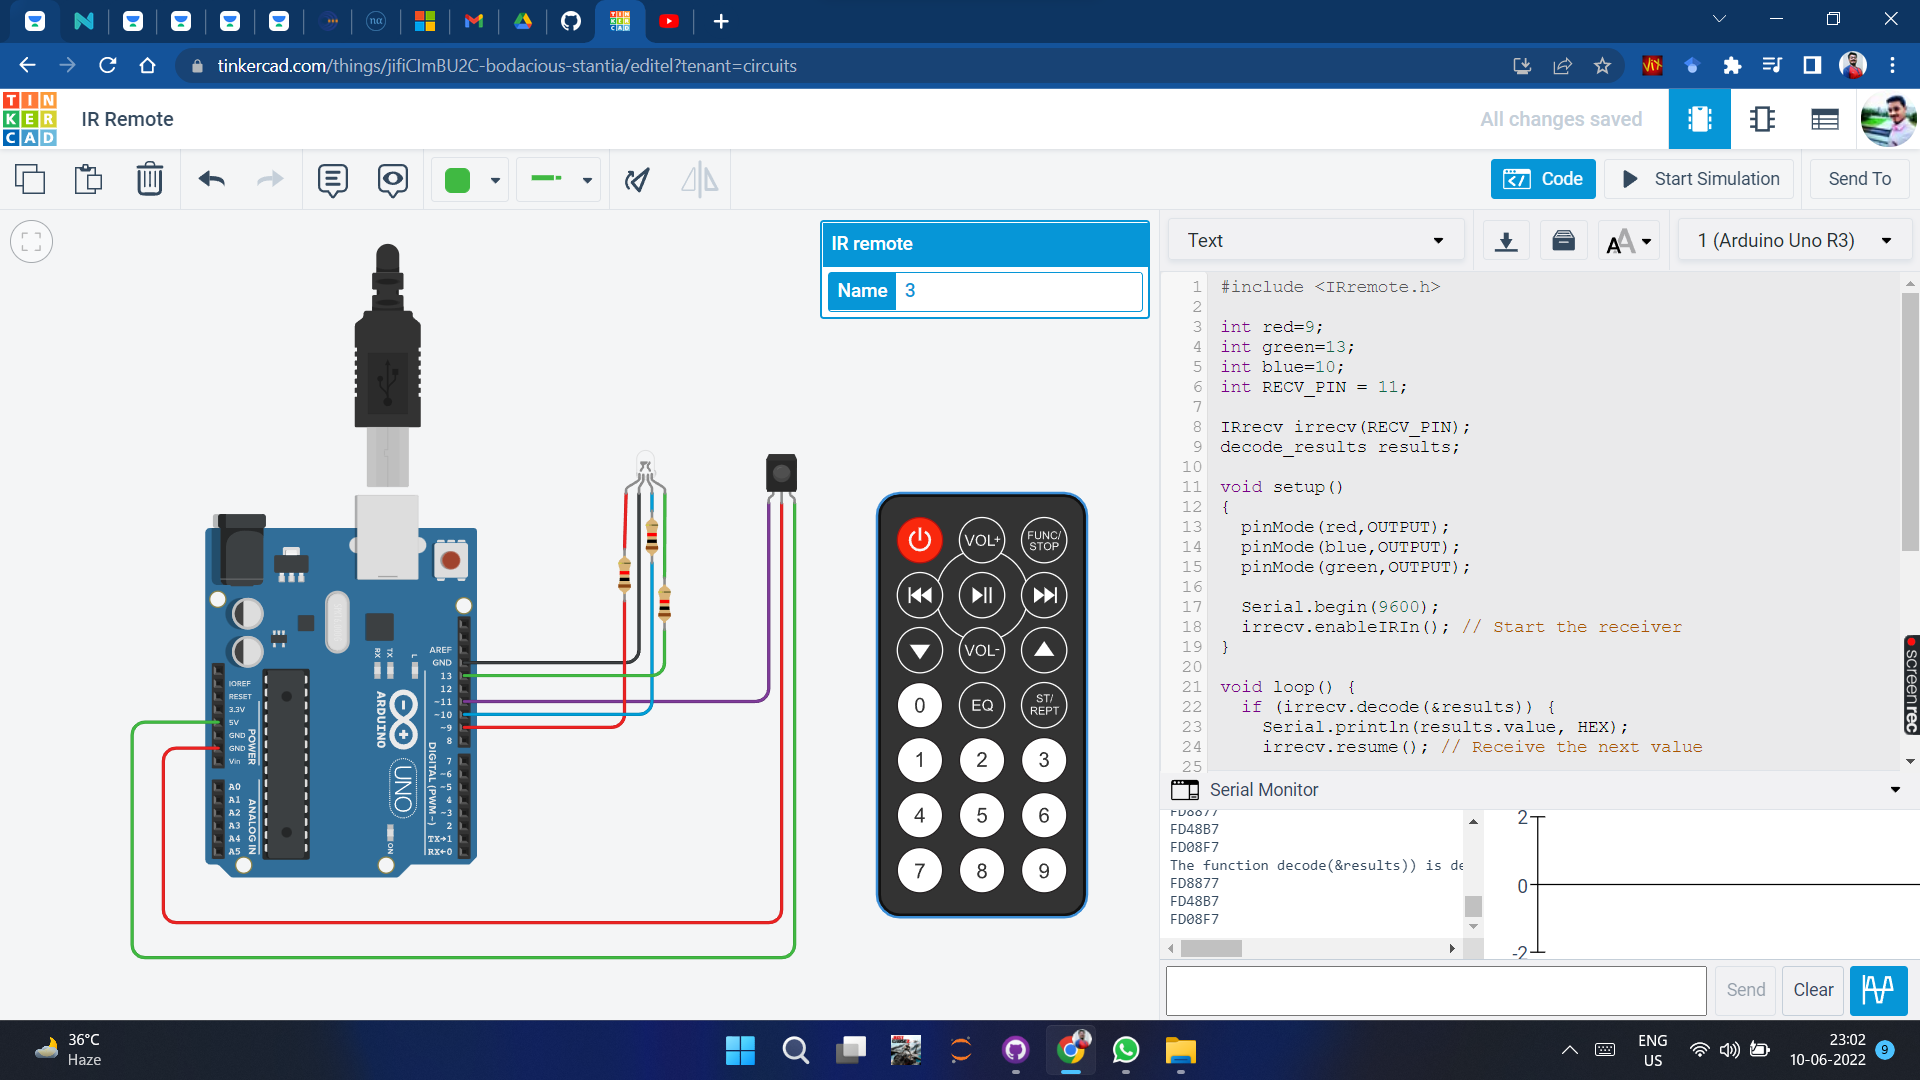 nα
tinkercad.com/things/jifiClmBU2C-bodacious-stantia/editel?tenant=circuits
TIN
KER
CAD
IR Remote
All changes saved
Code
Start Simulation
Send To
IR remote
Name 3
Text
1 (Arduino Uno R3)
1 #include <IRremote.h>
2
3 int red=9;
4 int green=13;
5 int blue=10;
6 int RECV_PIN = 11;
7
8 IRrecv irrecv(RECV_PIN);
9 decode_results results;
10
11 void setup()
12 {
13 pinMode(red,OUTPUT);
14 pinMode(blue,OUTPUT);
15 pinMode(green,OUTPUT);
16
17 Serial.begin(9600);
18 irrecv.enableIRIn(); // Start the receiver
19 }
20
21 void loop() {
22 if (irrecv.decode(&results)) {
23 Serial.println(results.value, HEX);
24 irrecv.resume(); // Receive the next value
25
Serial Monitor
FD8877
FD48B7
FD08F7
The function decode(&results)) is de
FD8877
FD48B7
FD08F7
2
0
-2
Send
Clear
AREF
GND
13
12
~11
~10
~9
8
7
~6
~5
4
~3
2
TX→1
RX←0
DIGITAL (PWM~)
IOREF
RESET
3.3V
5V
GND
GND
Vin
POWER
A0
A1
A2
A3
A4
A5
ANALOG IN
RX
TX
L
ARDUINO
UNO
ON
VOL+
FUNC/
STOP
VOL-
0
EQ
ST/
REPT
1 2 3
4 5 6
7 8 9
screenrec
36°C
Haze
ENG
US
23:02
10-06-2022
9